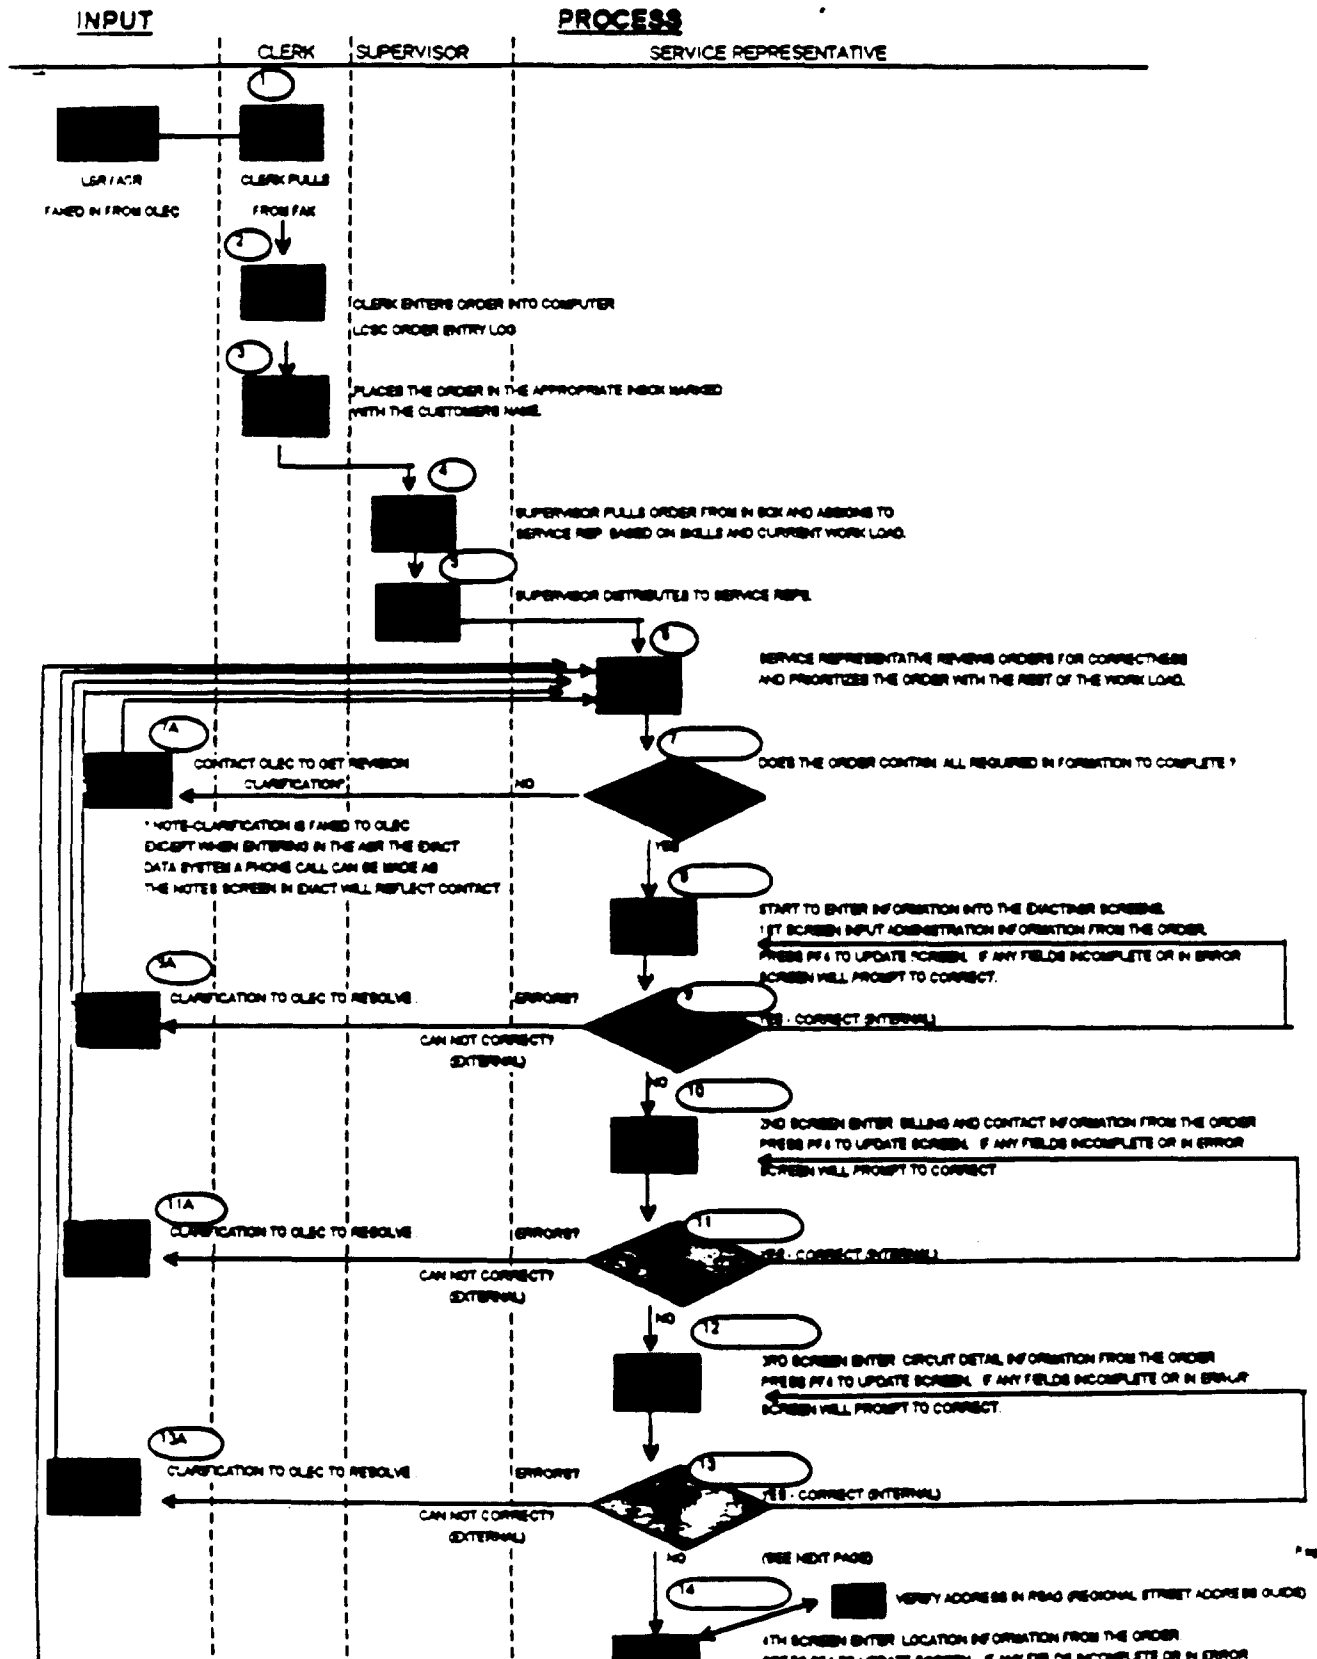 INPUT
PROCESS
CLERK
SUPERVISOR
SERVICE REPRESENTATIVE
1
LSR / ASR
FAXED IN FROM OLEC
CLERK PULLS
FROM FAX
2
CLERK ENTERS ORDER INTO COMPUTER
LCSC ORDER ENTRY LOG
3
PLACES THE ORDER IN THE APPROPRIATE INBOX MARKED
WITH THE CUSTOMERS NAME.
4
SUPERVISOR PULLS ORDER FROM IN BOX AND ASSIGNS TO
SERVICE REP. BASED ON SKILLS AND CURRENT WORK LOAD.
5
SUPERVISOR DISTRIBUTES TO SERVICE REPS.
6
SERVICE REPRESENTATIVE REVIEWS ORDERS FOR CORRECTNESS
AND PRIORITIZES THE ORDER WITH THE REST OF THE WORK LOAD.
7A
CONTACT OLEC TO GET REVISION
CLARIFICATION*
NO
7
DOES THE ORDER CONTAIN ALL REQUIRED INFORMATION TO COMPLETE ?
* NOTE-CLARIFICATION IS FAXED TO OLEC
EXCEPT WHEN ENTERING IN THE ASR THE EXACT
DATA SYSTEM A PHONE CALL CAN BE MADE AS
THE NOTES SCREEN IN EXACT WILL REFLECT CONTACT
YES
8
START TO ENTER INFORMATION INTO THE SCREENS.
1ST SCREEN INPUT ADMINISTRATION INFORMATION FROM THE ORDER.
PRESS PF4 TO UPDATE SCREEN. IF ANY FIELDS INCOMPLETE OR IN ERROR
SCREEN WILL PROMPT TO CORRECT.
9A
CLARIFICATION TO OLEC TO RESOLVE.
ERRORS?
9
YES - CORRECT (INTERNAL)
CAN NOT CORRECT?
(EXTERNAL)
NO
10
2ND SCREEN ENTER BILLING AND CONTACT INFORMATION FROM THE ORDER
PRESS PF4 TO UPDATE SCREEN. IF ANY FIELDS INCOMPLETE OR IN ERROR
SCREEN WILL PROMPT TO CORRECT
11A
CLARIFICATION TO OLEC TO RESOLVE.
ERRORS?
11
YES - CORRECT (INTERNAL)
CAN NOT CORRECT?
(EXTERNAL)
NO
12
3RD SCREEN ENTER CIRCUIT DETAIL INFORMATION FROM THE ORDER
PRESS PF4 TO UPDATE SCREEN. IF ANY FIELDS INCOMPLETE OR IN ERROR
SCREEN WILL PROMPT TO CORRECT.
13A
CLARIFICATION TO OLEC TO RESOLVE.
ERRORS?
13
YES - CORRECT (INTERNAL)
CAN NOT CORRECT?
(EXTERNAL)
NO
(SEE NEXT PAGE)
14
VERIFY ADDRESS IN RSAG (REGIONAL STREET ADDRESS GUIDE)
4TH SCREEN ENTER LOCATION INFORMATION FROM THE ORDER
PRESS PF4 TO UPDATE SCREEN. IF ANY FIELDS INCOMPLETE OR IN ERROR